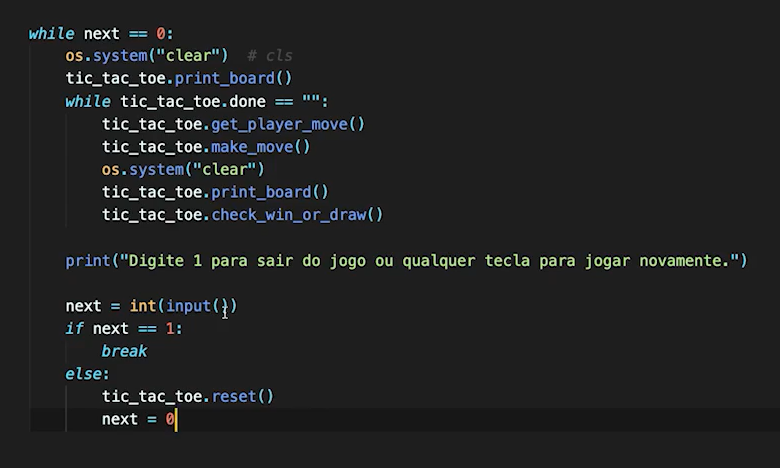 while next == 0:
    os.system("clear")  # cls
    tic_tac_toe.print_board()
    while tic_tac_toe.done == "":
        tic_tac_toe.get_player_move()
        tic_tac_toe.make_move()
        os.system("clear")
        tic_tac_toe.print_board()
        tic_tac_toe.check_win_or_draw()
    print("Digite 1 para sair do jogo ou qualquer tecla para jogar novamente.")
    next = int(input())
    if next == 1:
        break
    else:
        tic_tac_toe.reset()
        next = 0